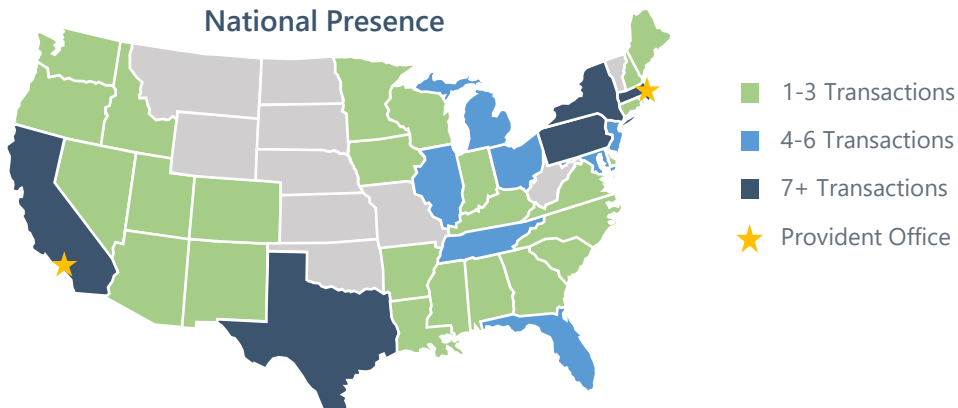 National Presence
1-3 Transactions
4-6 Transactions
7+ Transactions
Provident Office